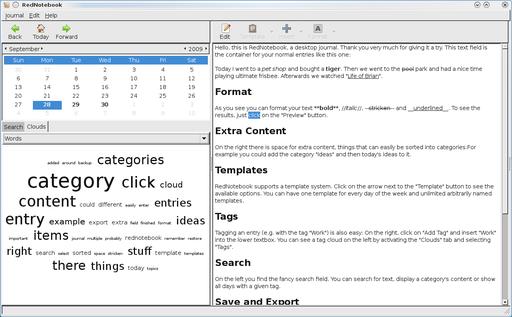 RedNotebook
Journal Edit Help
Back Today Forward
Edit Template
September 2009
Sun Mon Tue Wed Thu Fri Sat
30 31 1 2 3 4 5
6 7 8 9 10 11 12
13 14 15 16 17 18 19
20 21 22 23 24 25 26
27 28 29 30 1 2 3
Search Clouds
Words
added around backup categories
category click cloud
content could different easily enter entries
entry example export extra field finished format ideas
important items journal multiple probably rednotebook remember restore
right search select sorted space stricken stuff template templates
there things today topics
Hello, this is RedNotebook, a desktop journal. Thank you very much for giving it a try. This text field is
the container for your normal entries like this one:
Today I went to a pet shop and bought a tiger. Then we went to the pool park and had a nice time
playing ultimate frisbee. Afterwards we watched "Life of Brian".
Format
As you see you can format your text **bold**, //italic//, --stricken-- and __underlined__. To see the
results, just click on the "Preview" button.
Extra Content
On the right there is space for extra content, things that can easily be sorted into categories.For
example you could add the category "Ideas" and then today's ideas to it.
Templates
RedNotebook supports a template system. Click on the arrow next to the "Template" button to see the
available options. You can have one template for every day of the week and unlimited arbitrarily named
templates.
Tags
Tagging an entry (e.g. with the tag "Work") is also easy: On the right, click on "Add Tag" and insert "Work"
into the lower textbox. You can see a tag cloud on the left by activating the "Clouds" tab and selecting
"Tags".
Search
On the left you find the fancy search field. You can search for text, display a category's content or show
all days with a given tag.
Save and Export